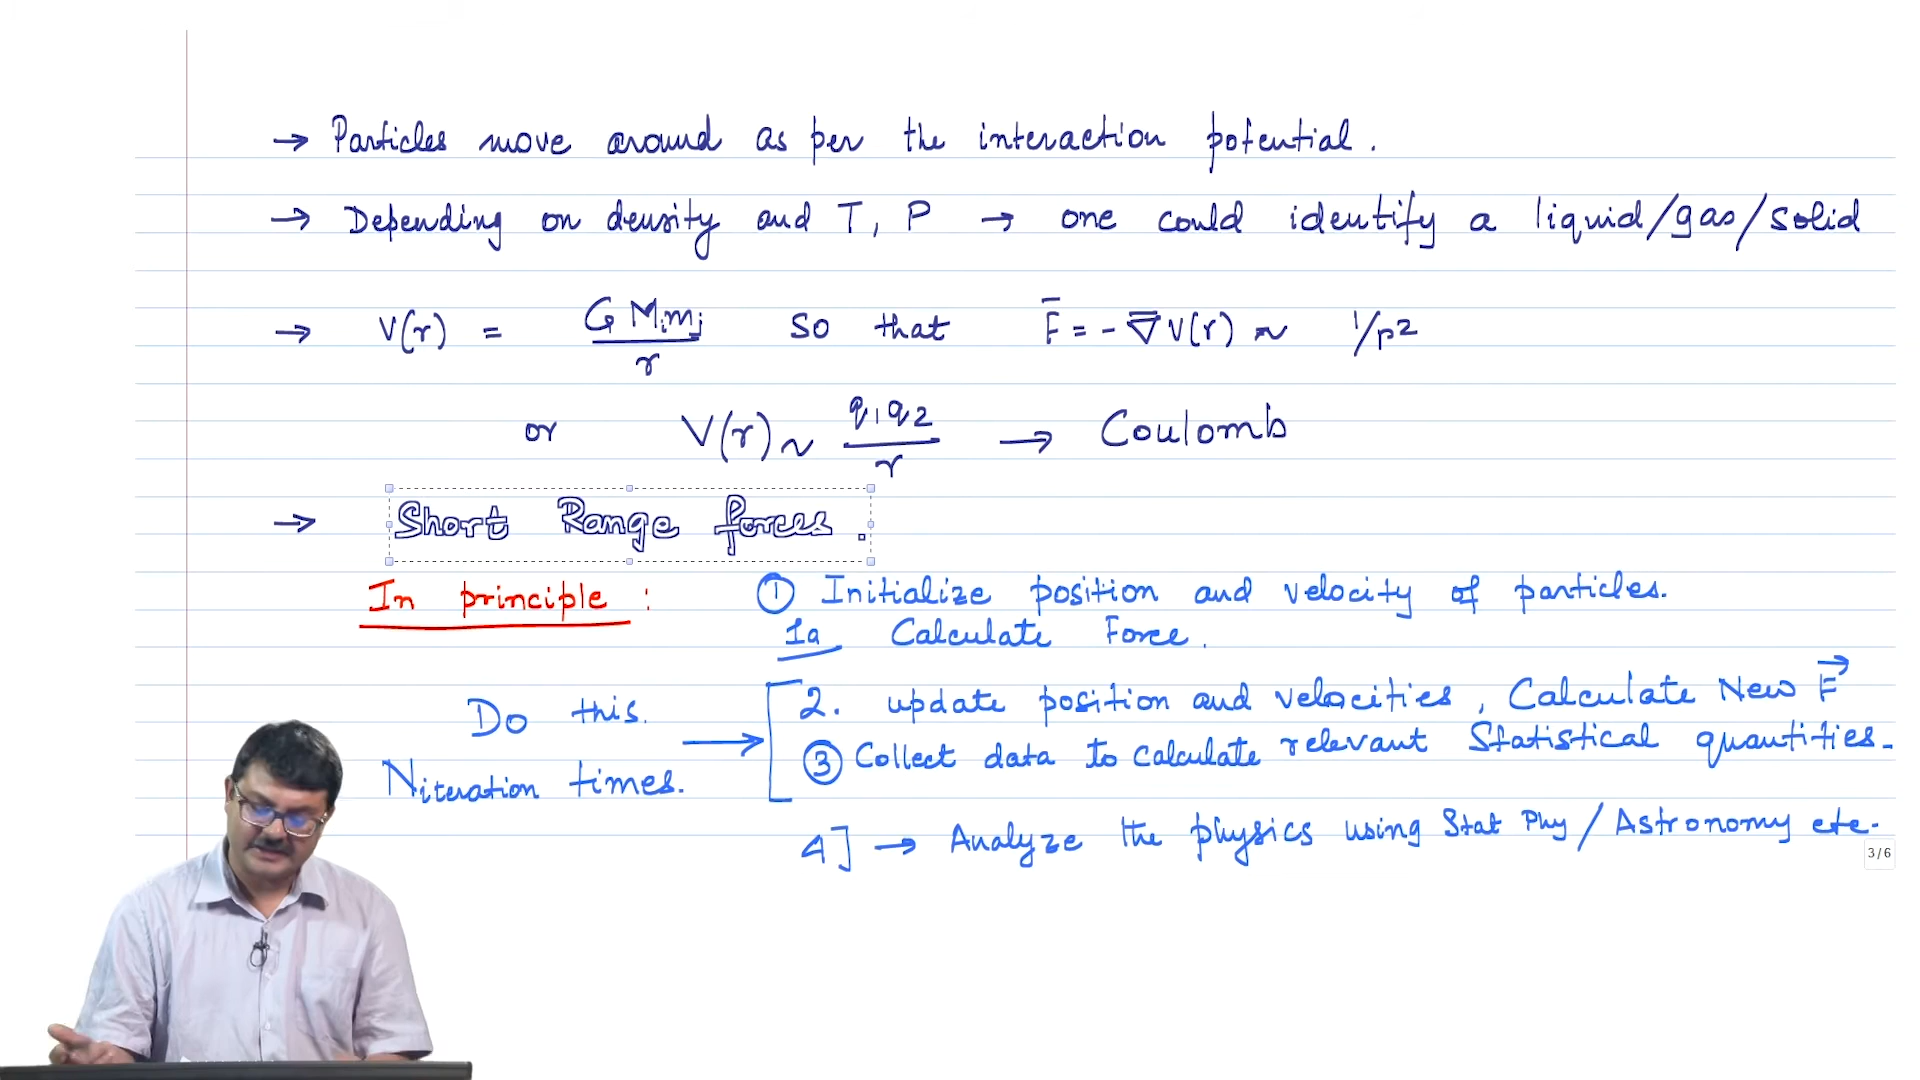 → Particles move around as per the interaction potential.
→ Depending on density and T, P → one could identify a liquid/gas/solid
→ V(r) = G MᵢMⱼ / r so that F̄ = - ∇̄ V(r) ~ 1/r²
or V(r) ~ q₁q₂ / r → Coulomb
→ Short Range forces.
In principle : ① Initialize position and velocity of particles.
1a Calculate Force.
Do this 2. update position and velocities, Calculate New F⃗
Niteration times. → ③ Collect data to calculate relevant Statistical quantities.
4] → Analyze the physics using Stat Phy / Astronomy etc.
3/6